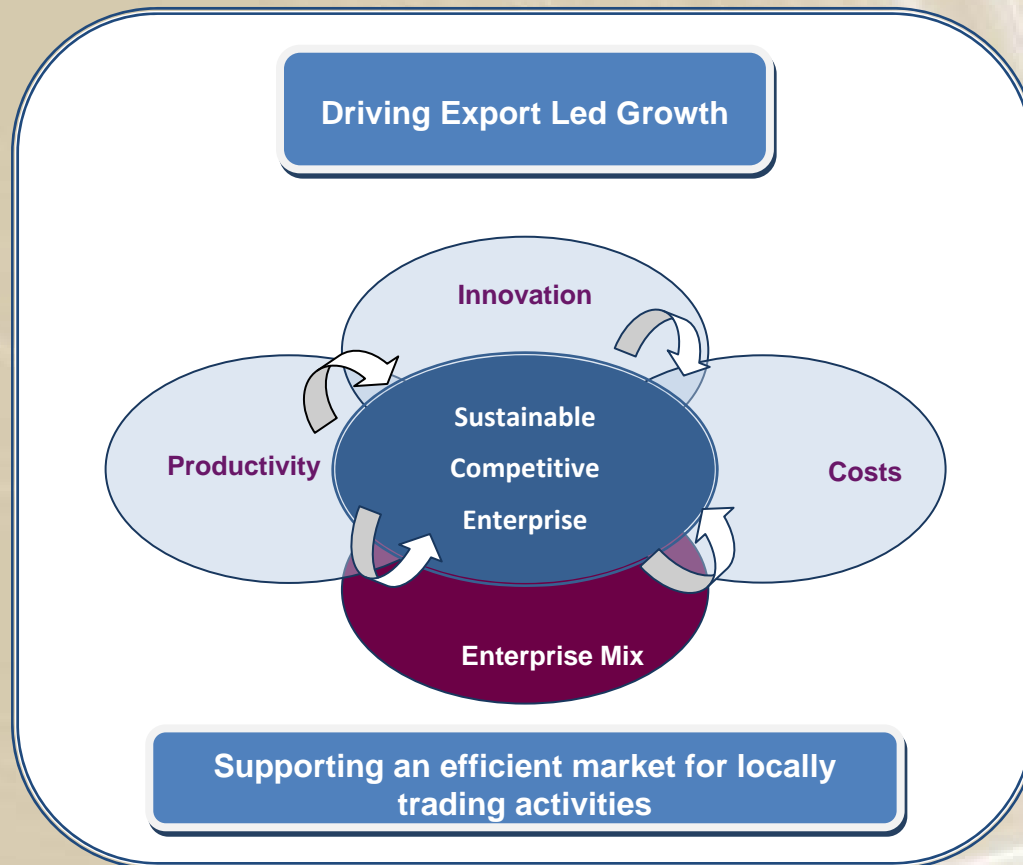 Driving Export Led Growth
Innovation
Sustainable
Competitive
Enterprise
Productivity
Costs
Enterprise Mix
Supporting an efficient market for locally
trading activities